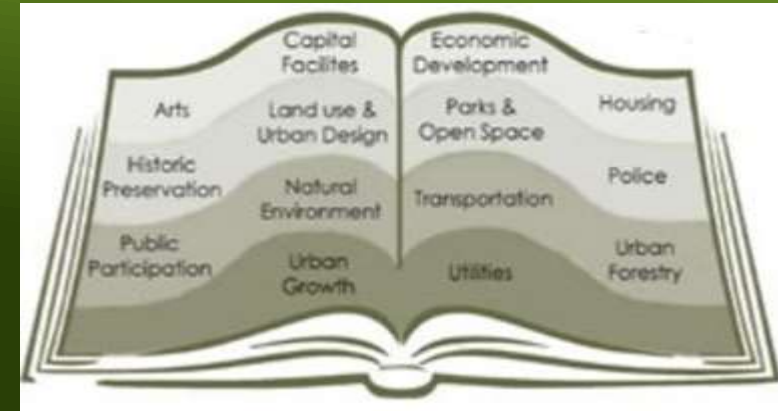 Capital
Facilites
Economic
Development
Arts
Land use &
Urban Design
Parks &
Open Space
Housing
Historic
Preservation
Natural
Environment
Transportation
Police
Public
Participation
Urban
Growth
Utilities
Urban
Forestry